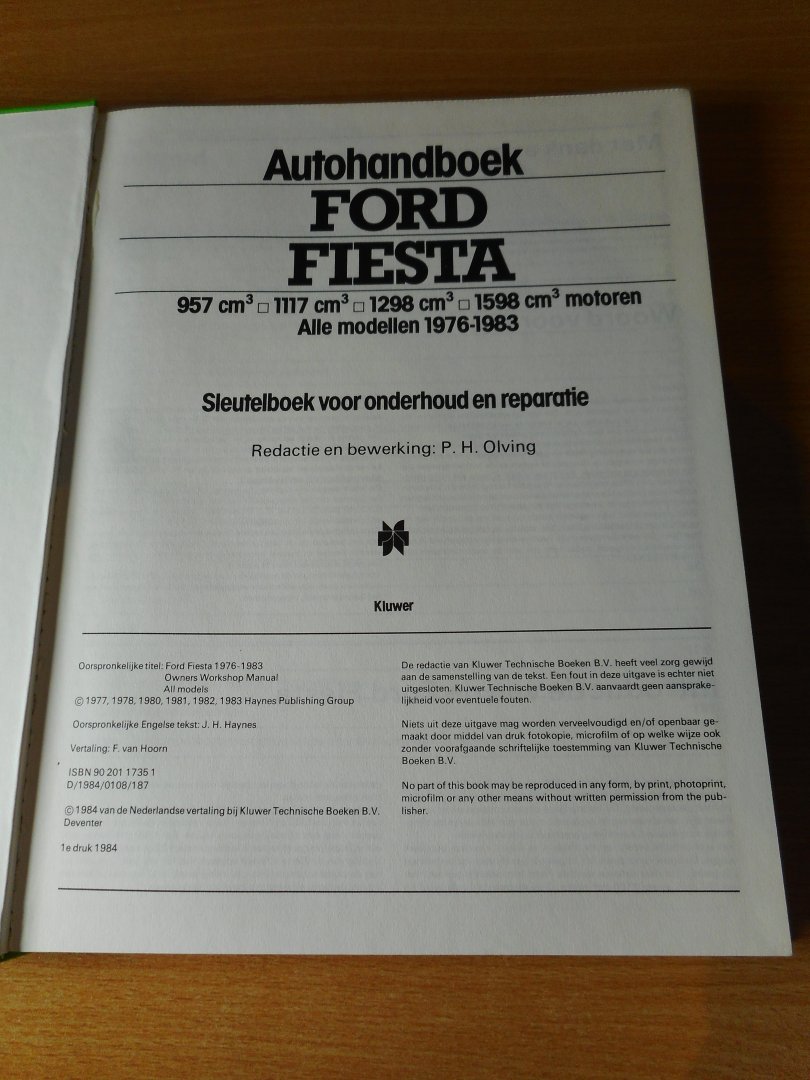 Autohandboek
FORD
FIESTA
957 cm³ □ 1117 cm³ □ 1298 cm³ □ 1598 cm³ motoren
Alle modellen 1976-1983
Sleutelboek voor onderhoud en reparatie
Redactie en bewerking: P. H. Olving
Kluwer
Oorspronkelijke titel: Ford Fiesta 1976-1983
Owners Workshop Manual
All models
© 1977, 1978, 1980, 1981, 1982, 1983 Haynes Publishing Group
Oorspronkelijke Engelse tekst: J. H. Haynes
Vertaling: F. van Hoorn
ISBN 90 201 1735 1
D/1984/0108/187
© 1984 van de Nederlandse vertaling bij Kluwer Technische Boeken B.V.
Deventer
1e druk 1984
De redactie van Kluwer Technische Boeken B.V. heeft veel zorg gewijd
aan de samenstelling van de tekst. Een fout in deze uitgave is echter niet
uitgesloten. Kluwer Technische Boeken B.V. aanvaardt geen aansprake-
lijkheid voor eventuele fouten.
Niets uit deze uitgave mag worden verveelvoudigd en/of openbaar ge-
maakt door middel van druk fotokopie, microfilm of op welke wijze ook
zonder voorafgaande schriftelijke toestemming van Kluwer Technische
Boeken B.V.
No part of this book may be reproduced in any form, by print, photoprint,
microfilm or any other means without written permission from the pub-
lisher.